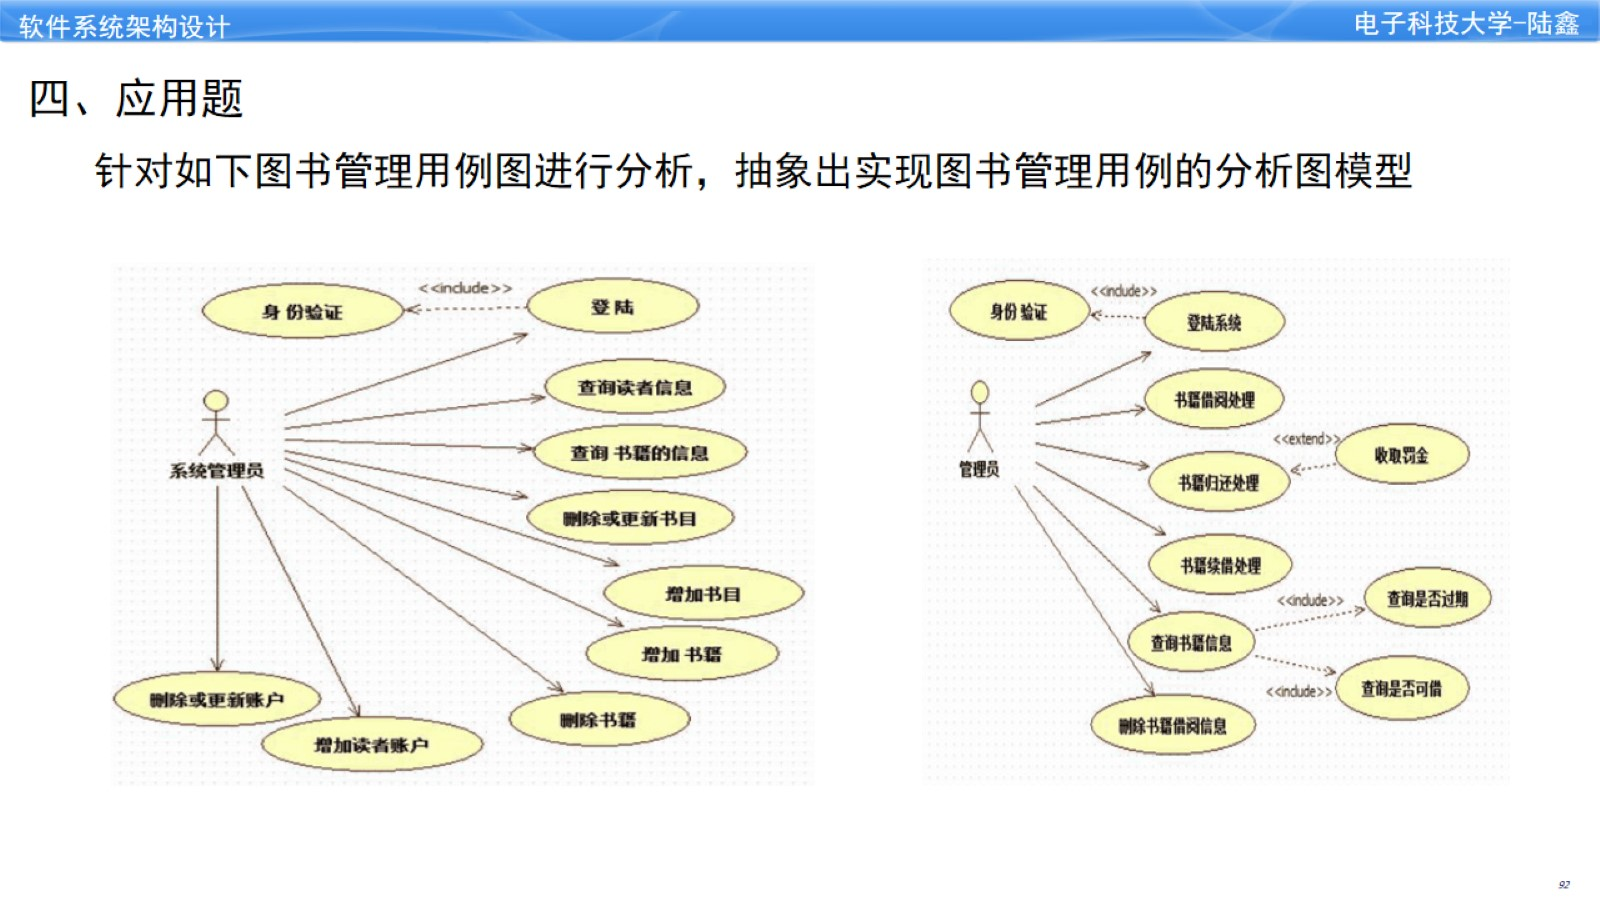 软件系统架构设计
电子科技大学-陆鑫
四、应用题
针对如下图书管理用例图进行分析，抽象出实现图书管理用例的分析图模型
身 份验证
<<include>>
登 陆
查询读者信息
查询 书籍的信息
系统管理员
删除或更新书目
增加书目
增加 书籍
删除或更新账户
删除书籍
增加读者账户
身份 验证
<<include>>
登陆系统
书籍借阅处理
<<extend>>
收取罚金
管理员
书籍归还处理
书籍续借处理
<<include>>
查询是否过期
查询书籍信息
<<include>>
查询是否可借
删除书籍借阅信息
92